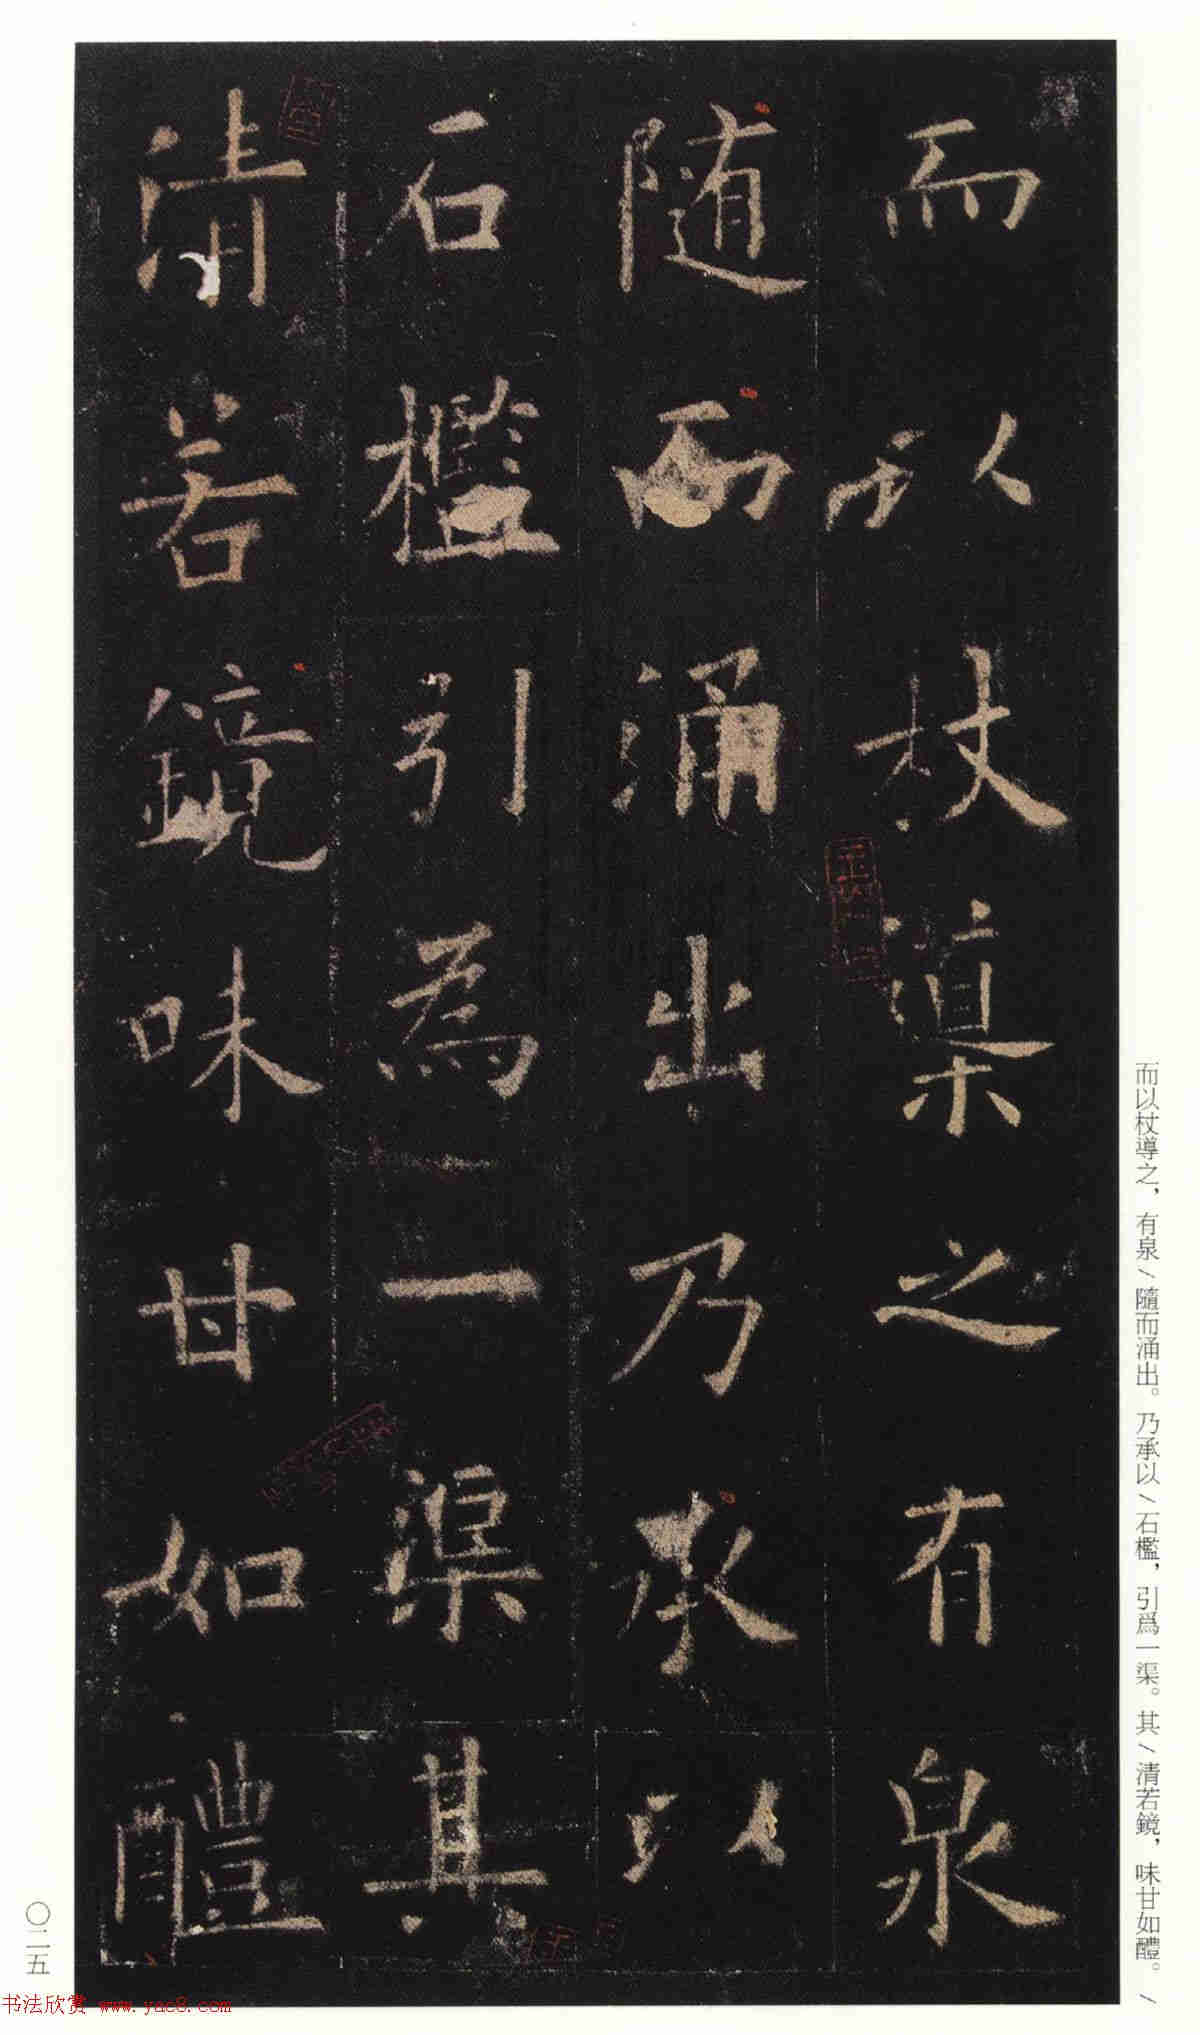 而以杖渠之有泉
随而涌出乃承以
石檻引為一渠其
清若鏡味甘如醴
而以杖導之，有泉/隨而涌出。乃承以/石檻，引爲一渠。其/清若鏡，味甘如醴。/
〇二五
书法欣赏 www.yac8.com